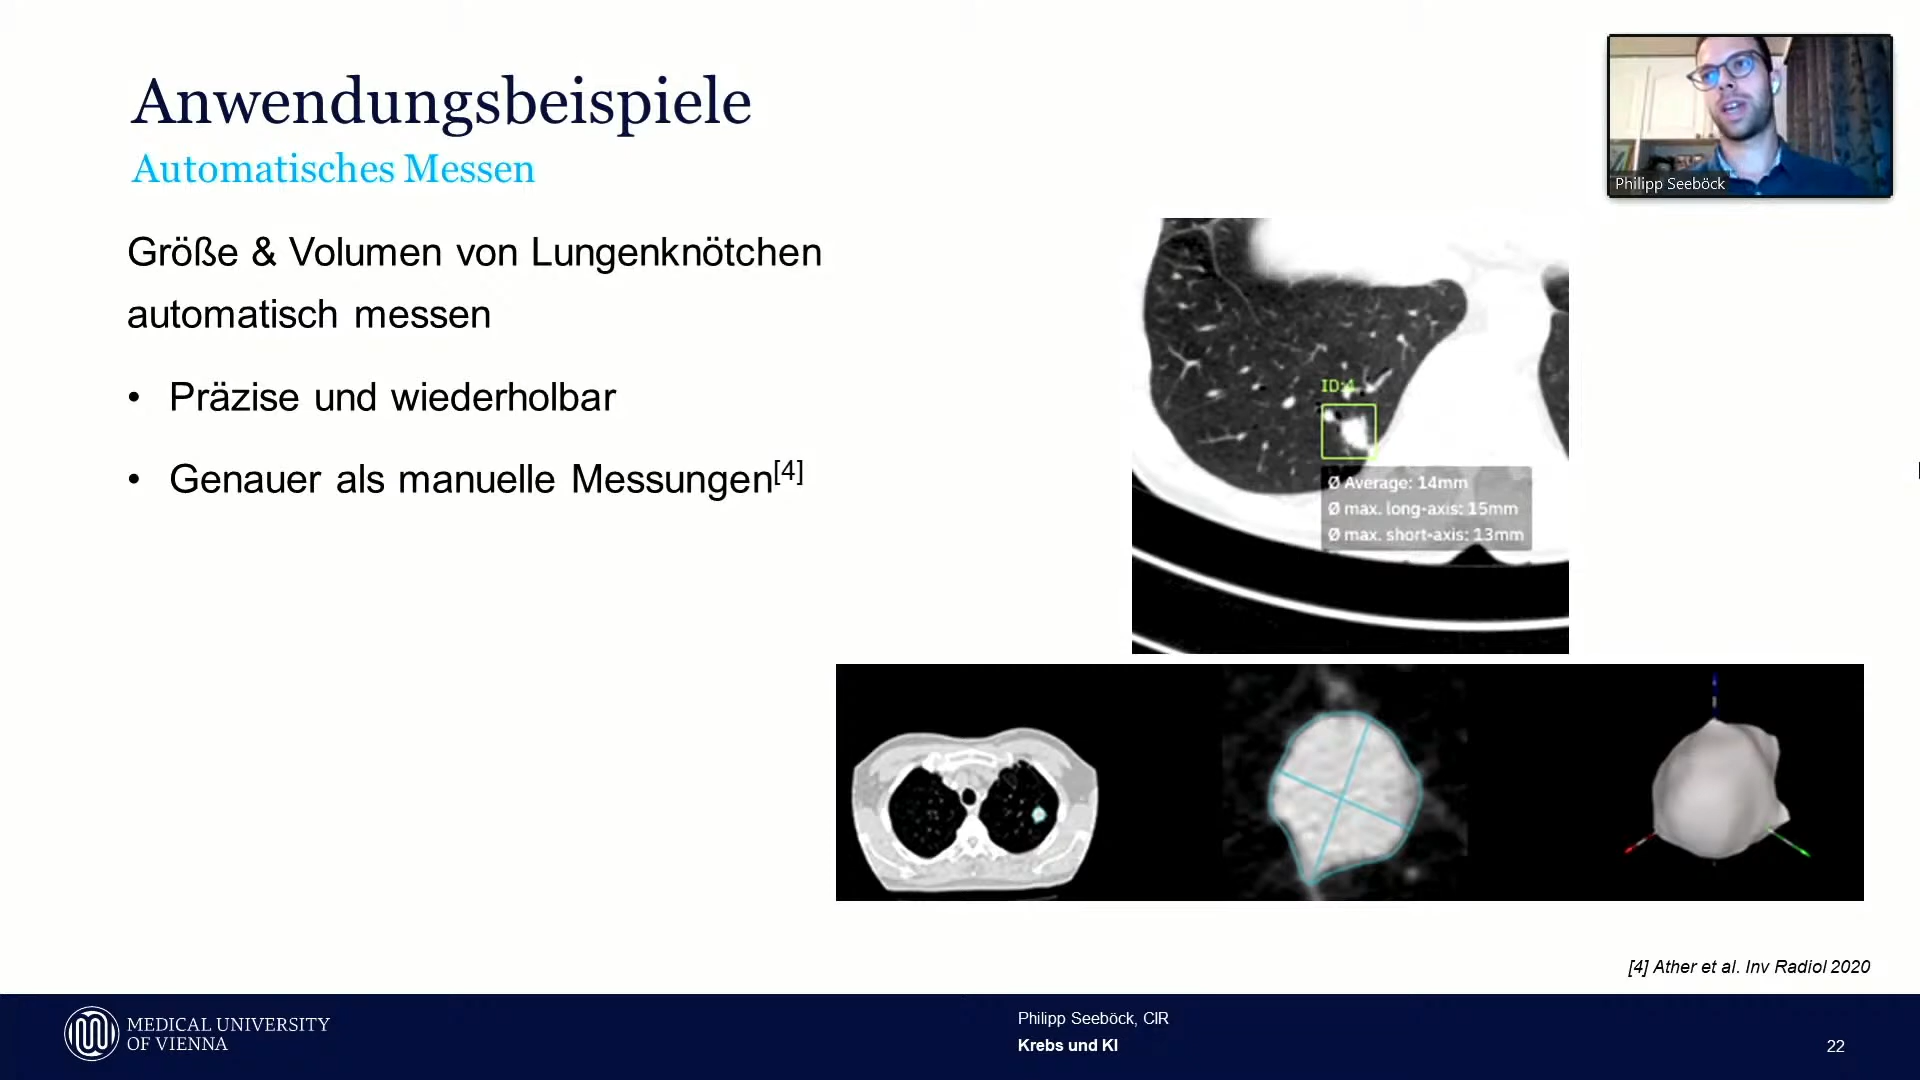 Anwendungsbeispiele
Automatisches Messen
Philipp Seeböck
Größe & Volumen von Lungenknötchen
automatisch messen
• Präzise und wiederholbar
• Genauer als manuelle Messungen[4]
ID:4
Ø Average: 14mm
Ø max. long-axis: 15mm
Ø max. short-axis: 13mm
[4] Ather et al. Inv Radiol 2020
MEDICAL UNIVERSITY
OF VIENNA
Philipp Seeböck, CIR
Krebs und KI
22